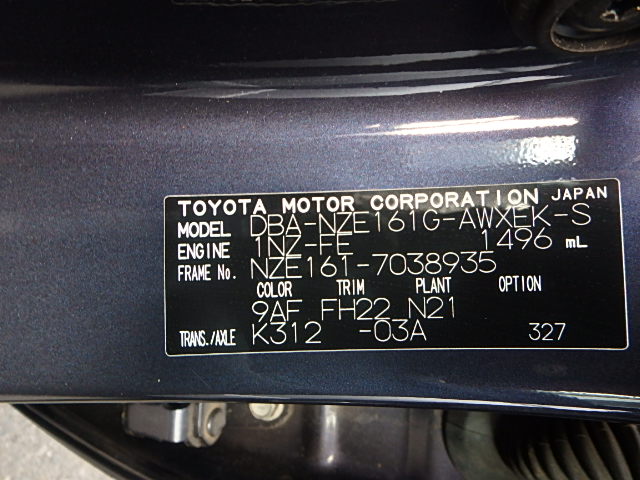 TOYOTA MOTOR CORPORATION JAPAN
MODEL DBA-NZE161G-AWXEK-S
ENGINE 1NZ-FE 1496 mL
FRAME No. NZE161-7038935
COLOR TRIM PLANT OPTION
9AF FH22 N21
TRANS./AXLE K312 -03A 327